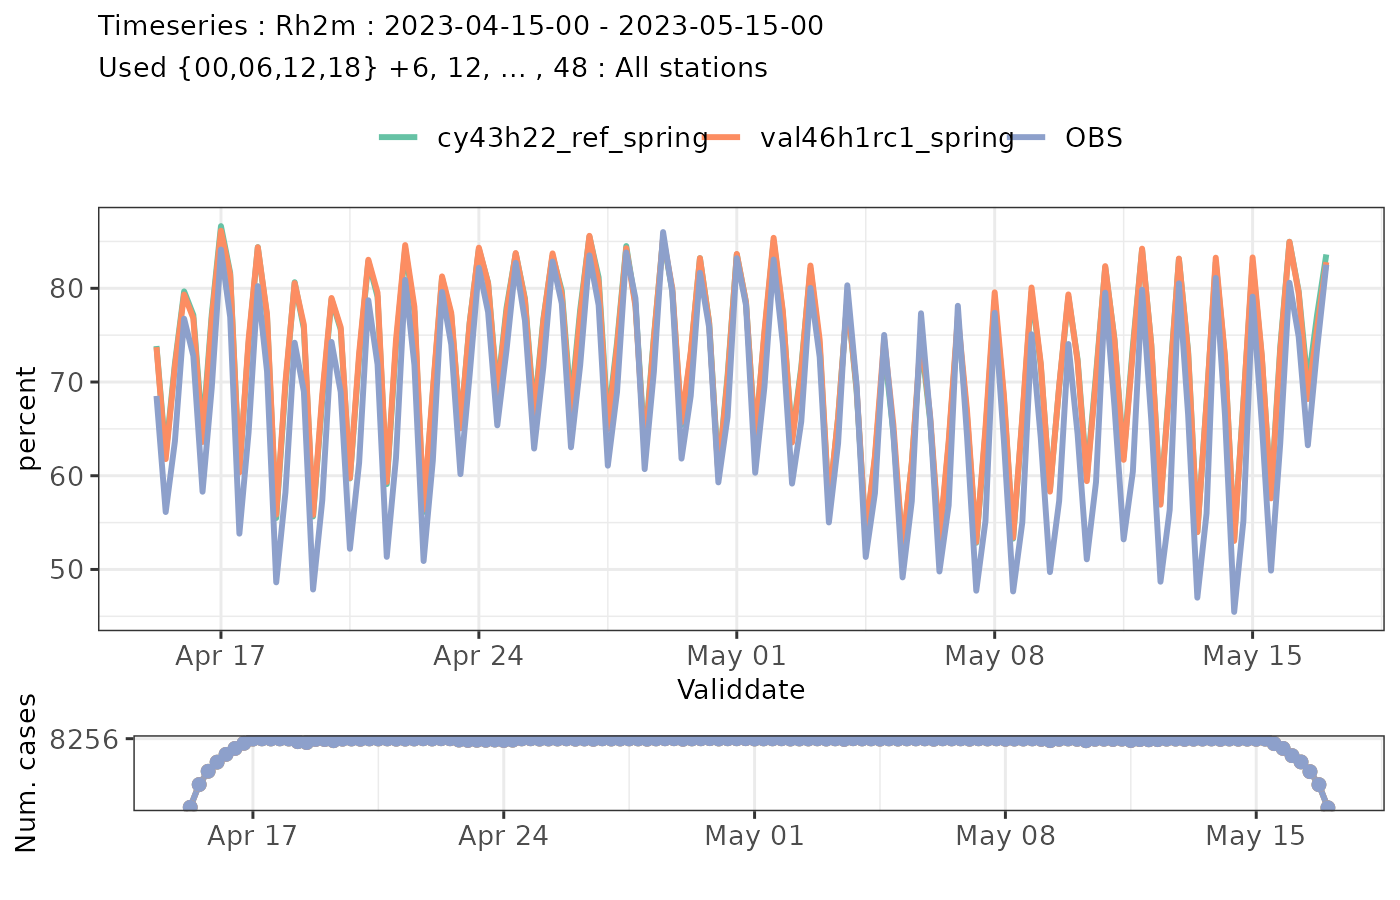 Timeseries : Rh2m : 2023-04-15-00 - 2023-05-15-00
Used {00,06,12,18} +6, 12, ... , 48 : All stations
cy43h22_ref_spring val46h1rc1_spring OBS
percent
80
70
60
50
Apr 17 Apr 24 May 01 May 08 May 15
Validdate
Num. cases
8256
Apr 17 Apr 24 May 01 May 08 May 15